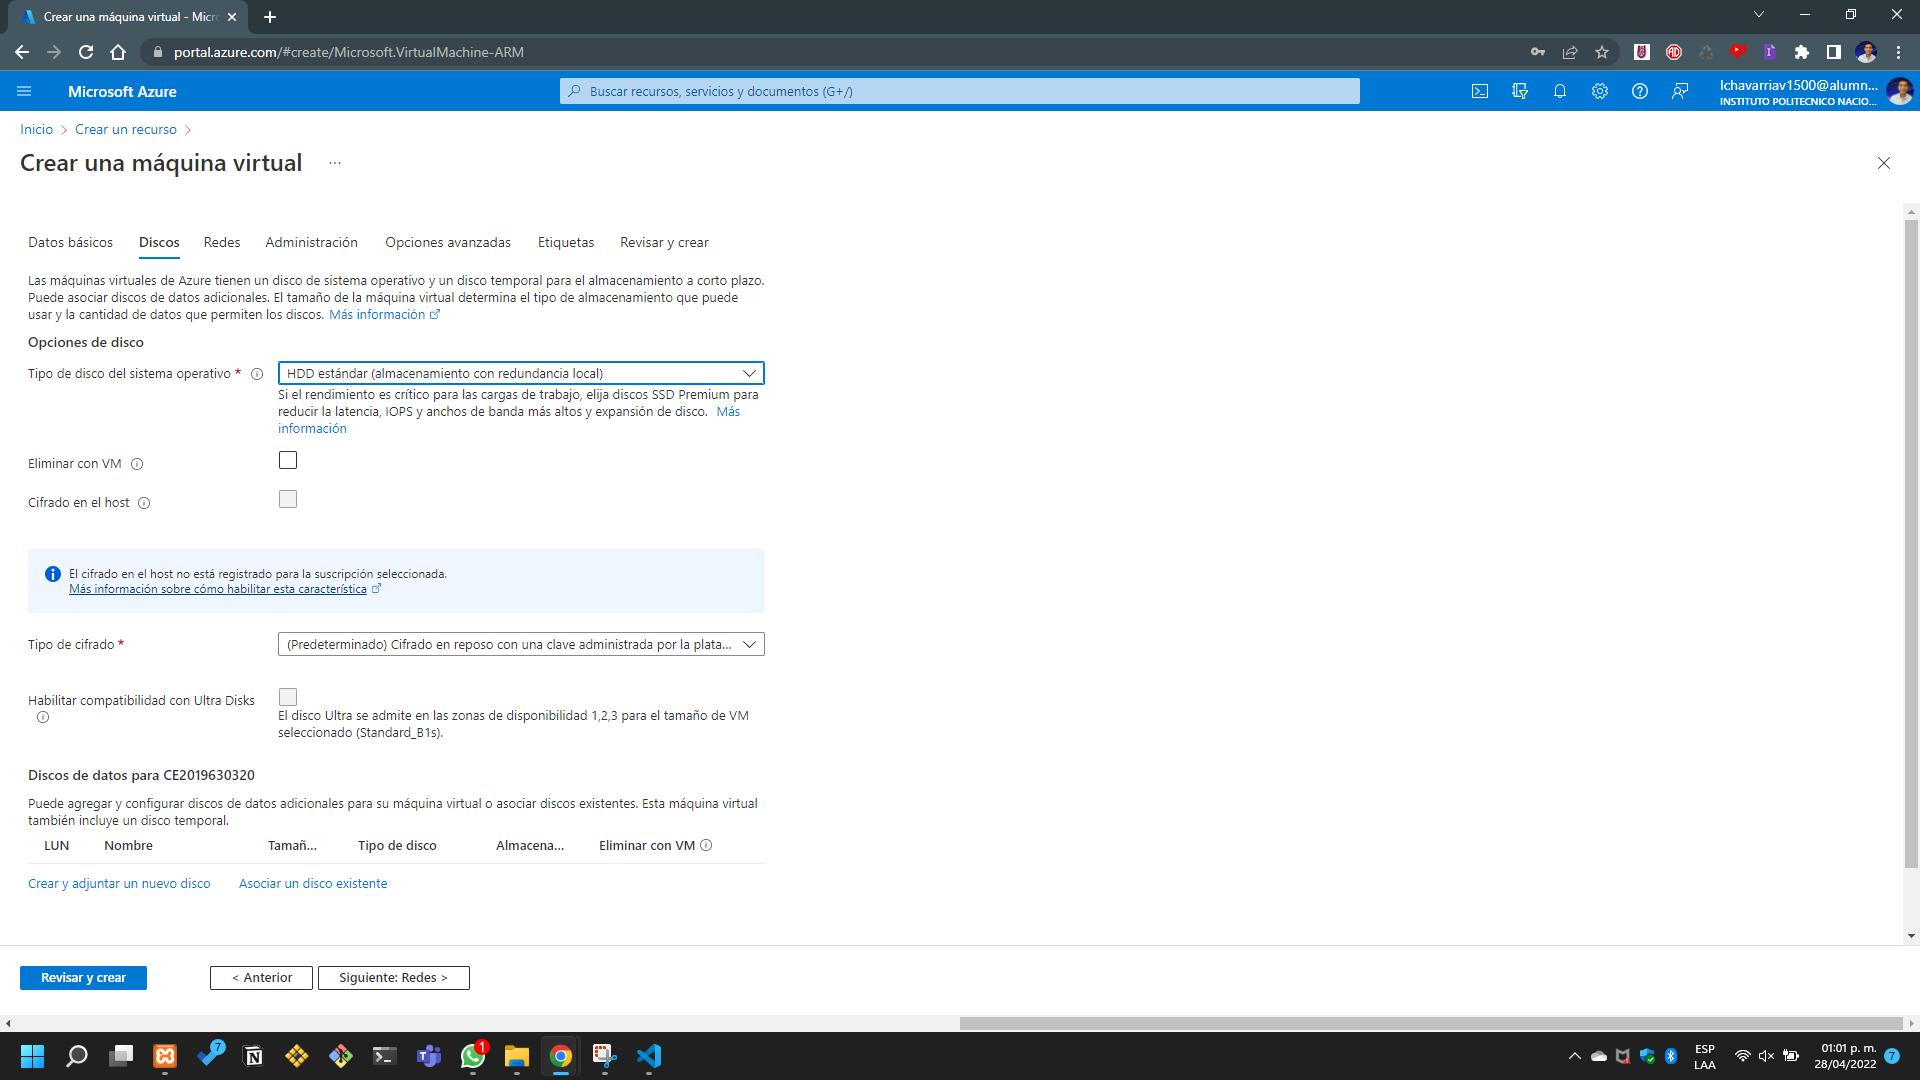 Crear una máquina virtual - Micr
portal.azure.com/#create/Microsoft.VirtualMachine-ARM
Microsoft Azure
Buscar recursos, servicios y documentos (G+/)
lchavarriav1500@alumn...
INSTITUTO POLITECNICO NACIO...
Inicio > Crear un recurso >
Crear una máquina virtual ...
Datos básicos Discos Redes Administración Opciones avanzadas Etiquetas Revisar y crear
Las máquinas virtuales de Azure tienen un disco de sistema operativo y un disco temporal para el almacenamiento a corto plazo.
Puede asociar discos de datos adicionales. El tamaño de la máquina virtual determina el tipo de almacenamiento que puede
usar y la cantidad de datos que permiten los discos. Más información
Opciones de disco
Tipo de disco del sistema operativo * HDD estándar (almacenamiento con redundancia local)
Si el rendimiento es crítico para las cargas de trabajo, elija discos SSD Premium para
reducir la latencia, IOPS y anchos de banda más altos y expansión de disco. Más
información
Eliminar con VM
Cifrado en el host
El cifrado en el host no está registrado para la suscripción seleccionada.
Más información sobre cómo habilitar esta característica
Tipo de cifrado * (Predeterminado) Cifrado en reposo con una clave administrada por la plata...
Habilitar compatibilidad con Ultra Disks
El disco Ultra se admite en las zonas de disponibilidad 1,2,3 para el tamaño de VM
seleccionado (Standard_B1s).
Discos de datos para CE2019630320
Puede agregar y configurar discos de datos adicionales para su máquina virtual o asociar discos existentes. Esta máquina virtual
también incluye un disco temporal.
LUN Nombre Tamañ... Tipo de disco Almacena... Eliminar con VM
Crear y adjuntar un nuevo disco Asociar un disco existente
Revisar y crear < Anterior Siguiente: Redes >
7
1
ESP
LAA
01:01 p. m.
28/04/2022
7